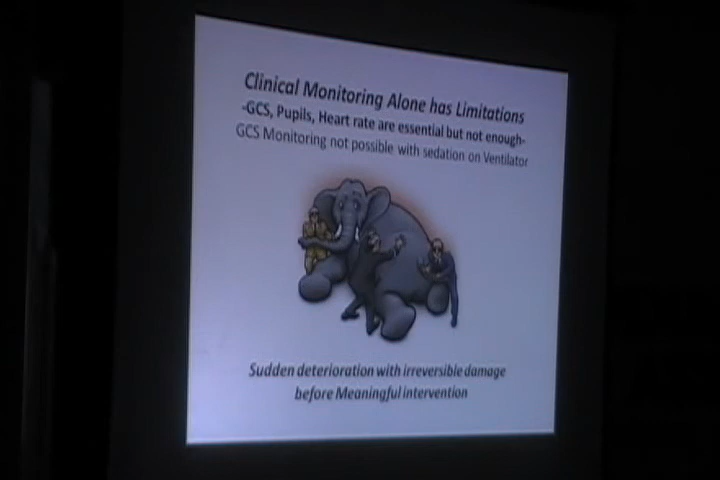 Clinical Monitoring Alone has Limitations
-GCS, Pupils, Heart rate are essential but not enough-
GCS Monitoring not possible with sedation on Ventilator
Sudden deterioration with irreversible damage
before Meaningful intervention